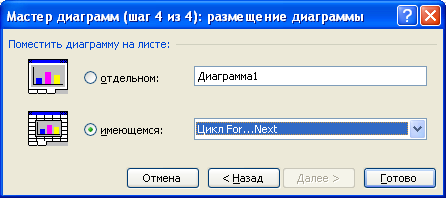 Мастер диаграмм (шаг 4 из 4): размещение диаграммы
Поместить диаграмму на листе:
отдельном: Диаграмма1
имеющемся: Цикл For...Next
Отмена < Назад Далее > Готово